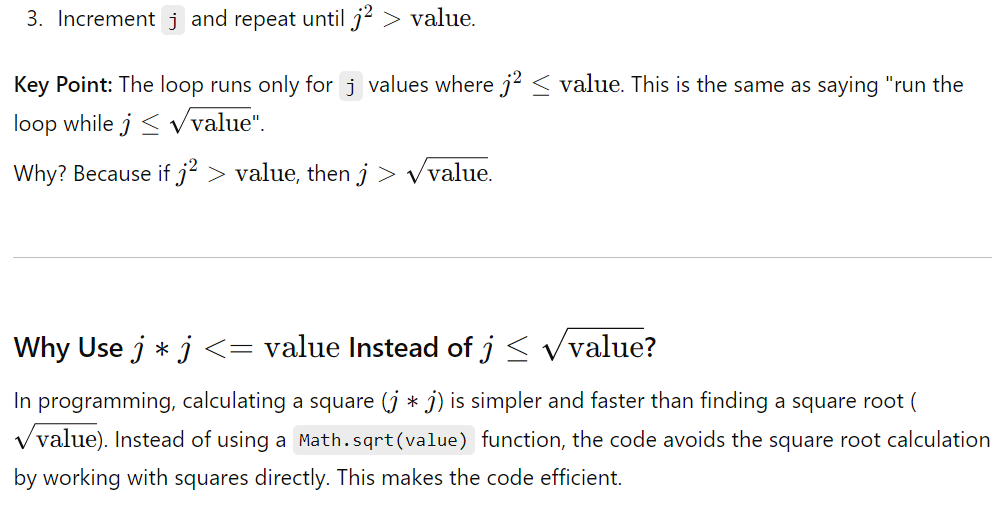 3. Increment j and repeat until j² > value.
Key Point: The loop runs only for j values where j² ≤ value. This is the same as saying "run the
loop while j ≤ √value".
Why? Because if j² > value, then j > √value.
Why Use j * j <= value Instead of j ≤ √value?
In programming, calculating a square (j * j) is simpler and faster than finding a square root (
√value). Instead of using a Math.sqrt(value) function, the code avoids the square root calculation
by working with squares directly. This makes the code efficient.